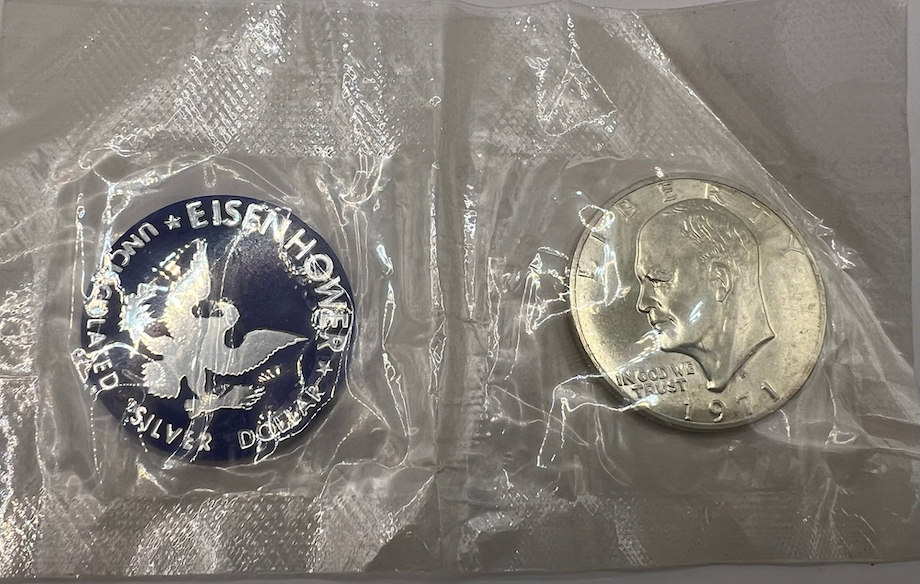 ★ EISENHOWER ★
UNCIRCULATED
SILVER DOLLAR
LIBERTY
IN GOD WE
TRUST
1971